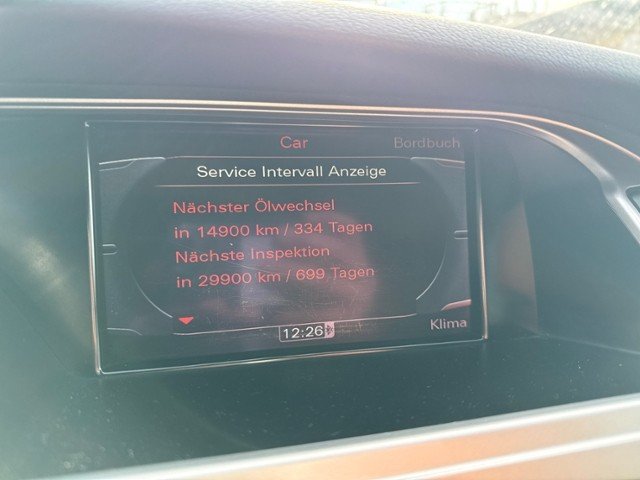 Car
Bordbuch
Service Intervall Anzeige
Nächster Ölwechsel
in 14900 km / 334 Tagen
Nächste Inspektion
in 29900 km / 699 Tagen
12:26
Klima